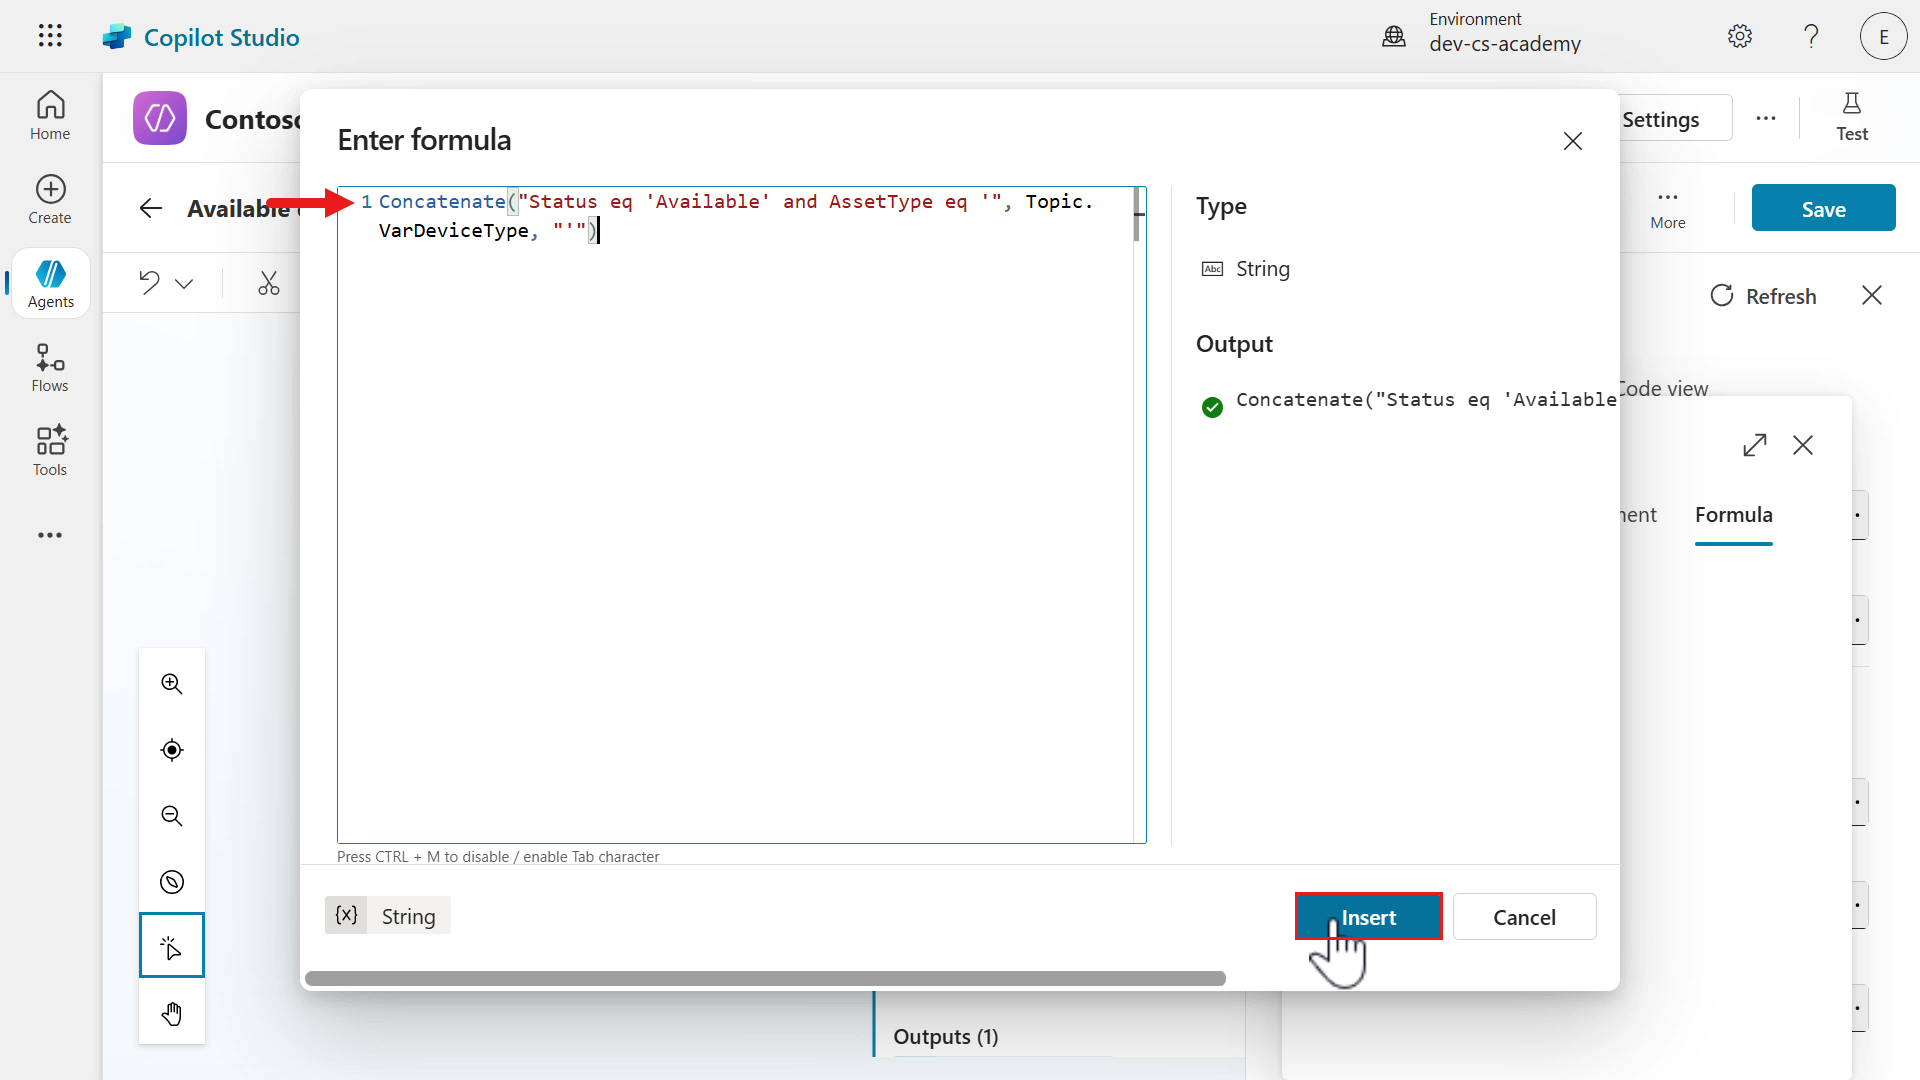 Copilot Studio
Environment
dev-cs-academy
E
Home
Create
Agents
Flows
Tools
Contoso
Settings
Test
Available
More
Save
Refresh
Code view
Formula
Enter formula
1 Concatenate("Status eq 'Available' and AssetType eq '", Topic.
VarDeviceType, "'")
Press CTRL + M to disable / enable Tab character
Type
Abc String
Output
Concatenate("Status eq 'Available
{x} String
Insert
Cancel
Outputs (1)